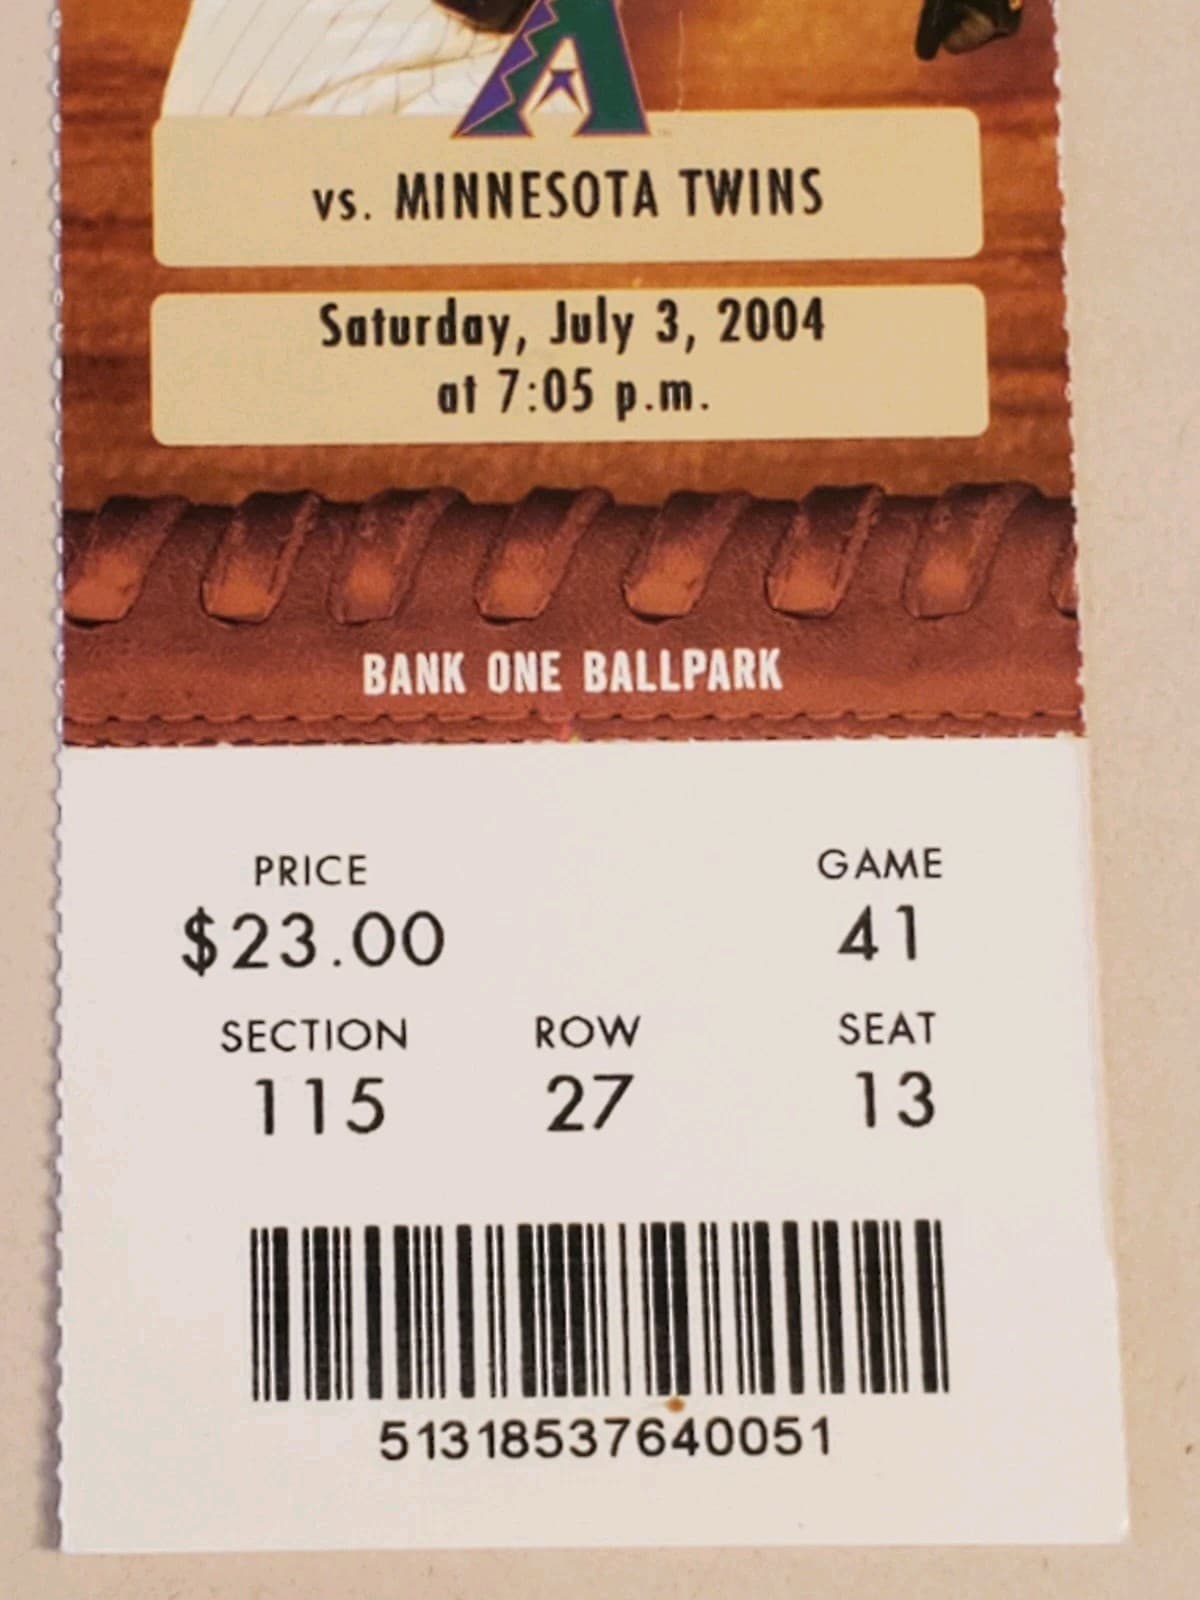 vs. MINNESOTA TWINS
Saturday, July 3, 2004
at 7:05 p.m.
BANK ONE BALLPARK
PRICE GAME
$23.00 41
SECTION ROW SEAT
115 27 13
51318537640051